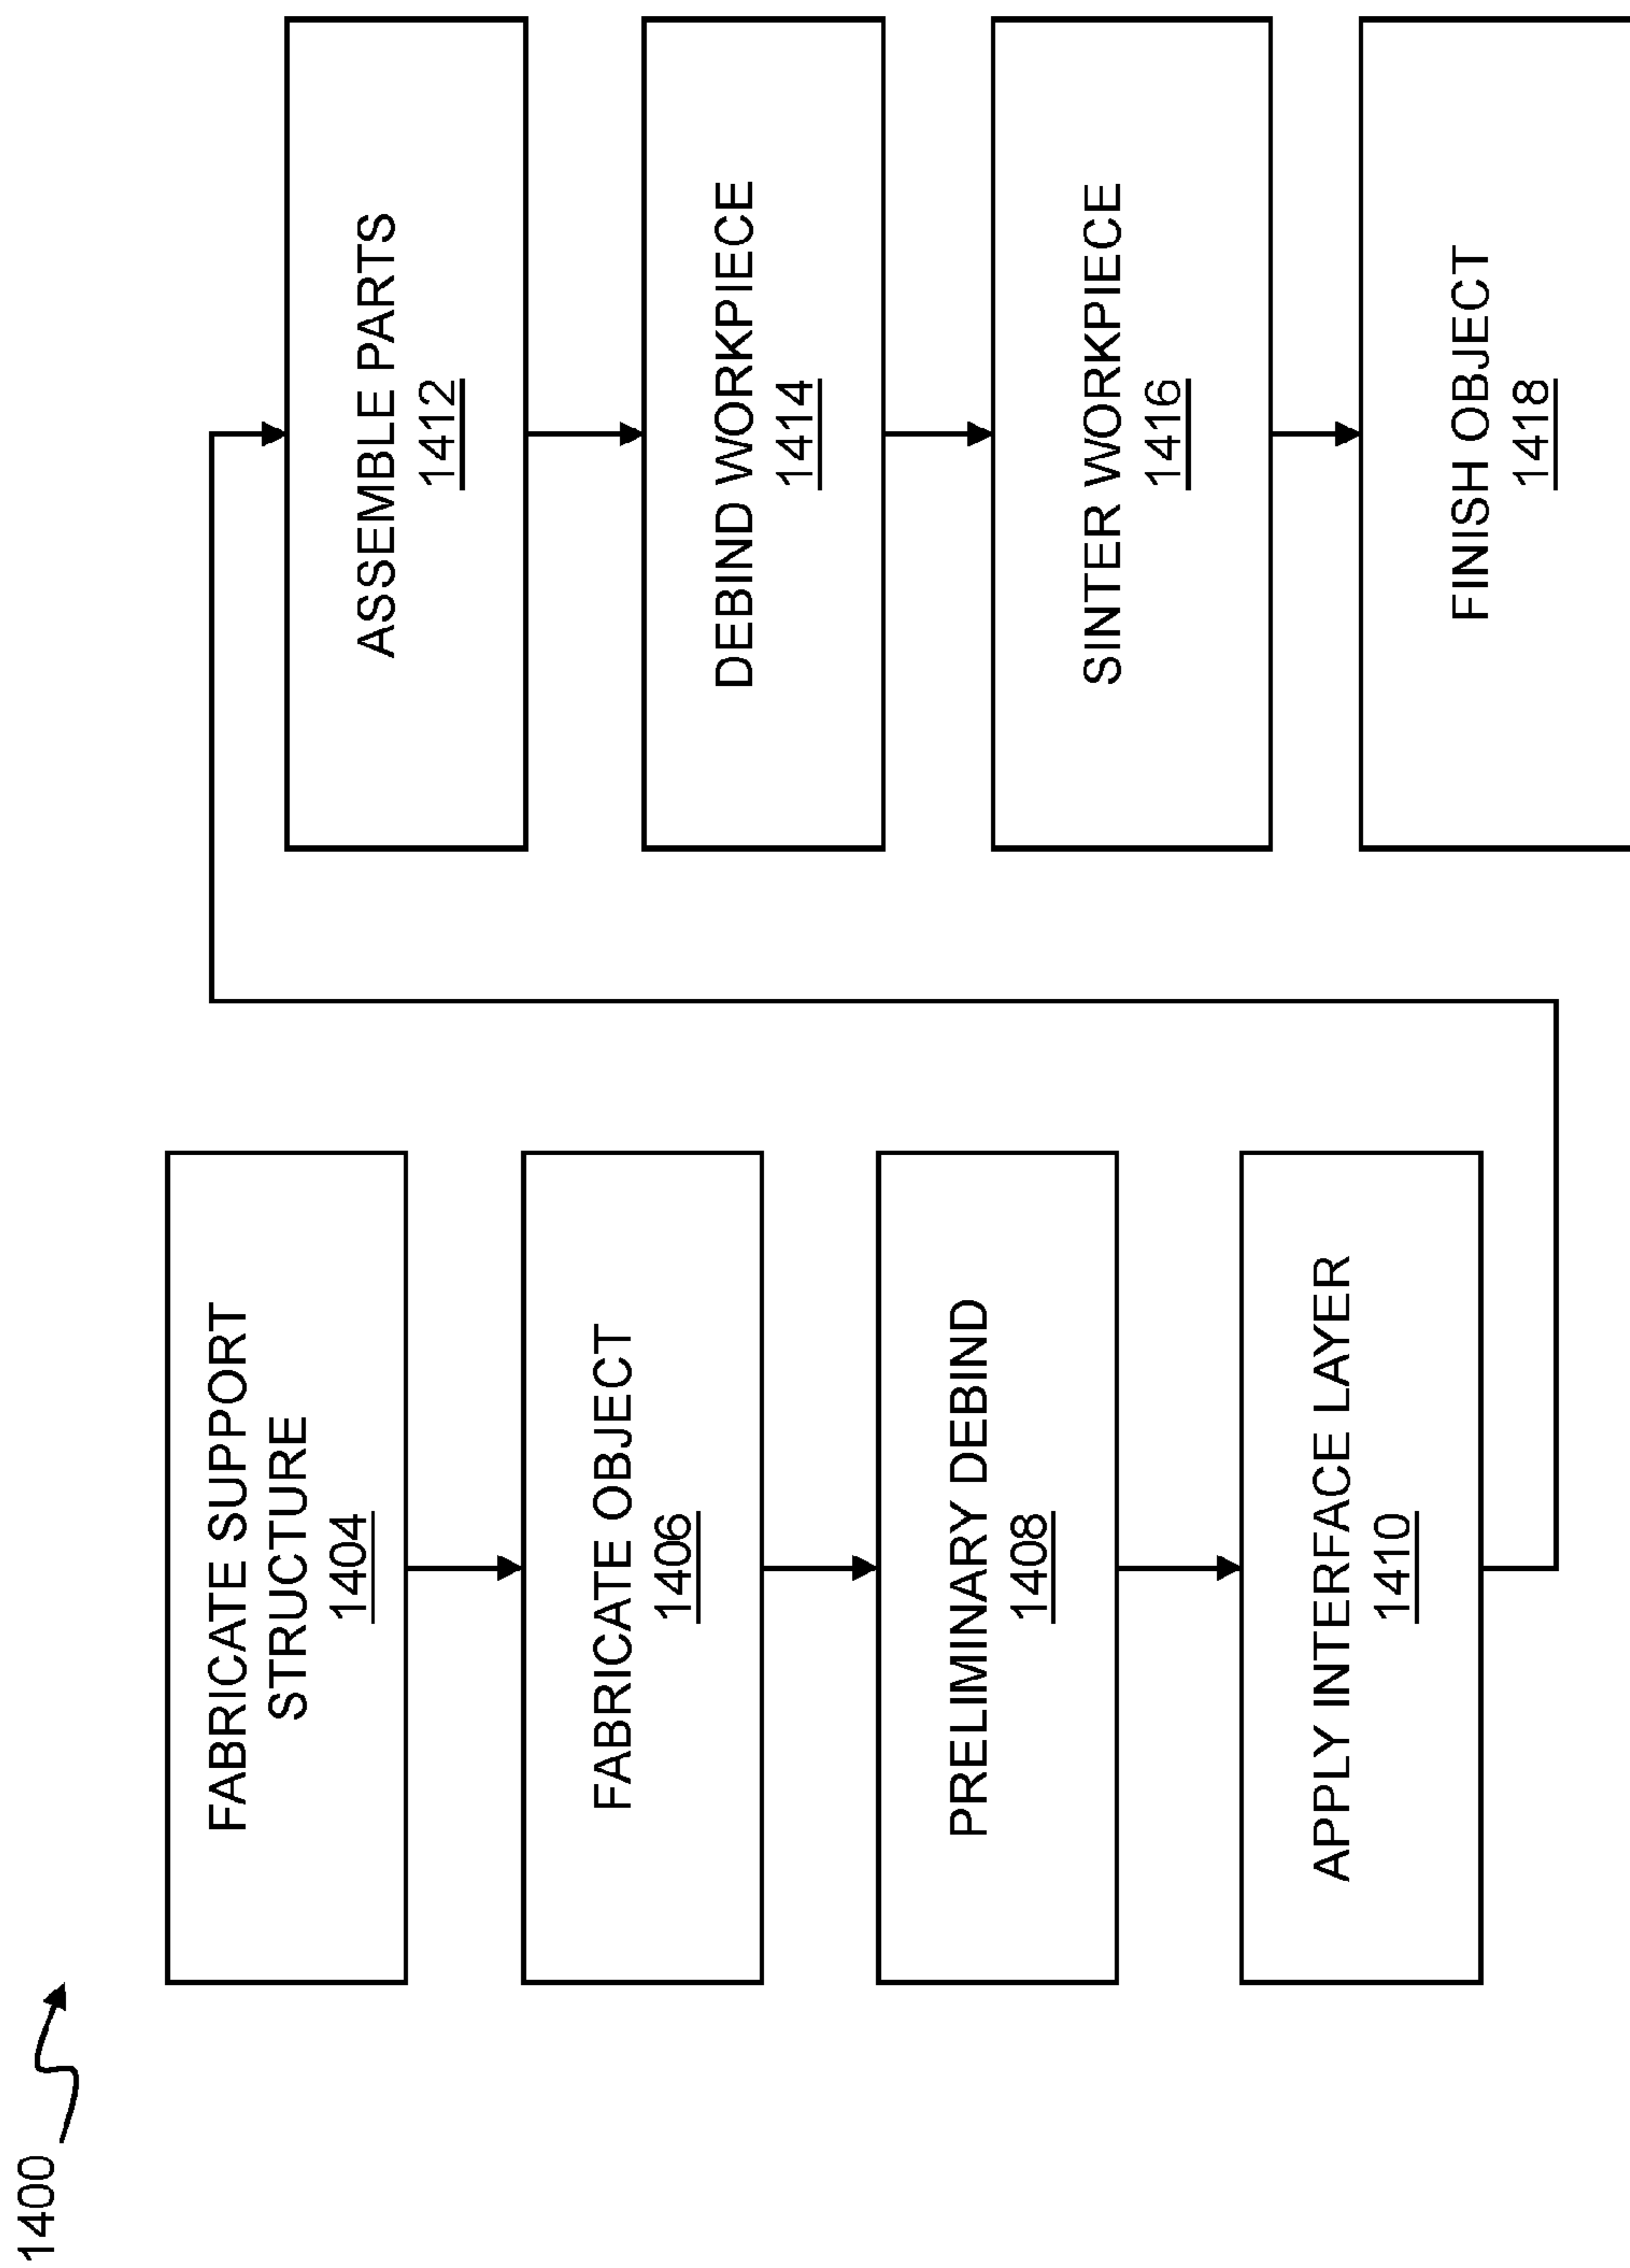 1400
FABRICATE SUPPORT
STRUCTURE
1404
FABRICATE OBJECT
1406
PRELIMINARY DEBIND
1408
APPLY INTERFACE LAYER
1410
ASSEMBLE PARTS
1412
DEBIND WORKPIECE
1414
SINTER WORKPIECE
1416
FINISH OBJECT
1418